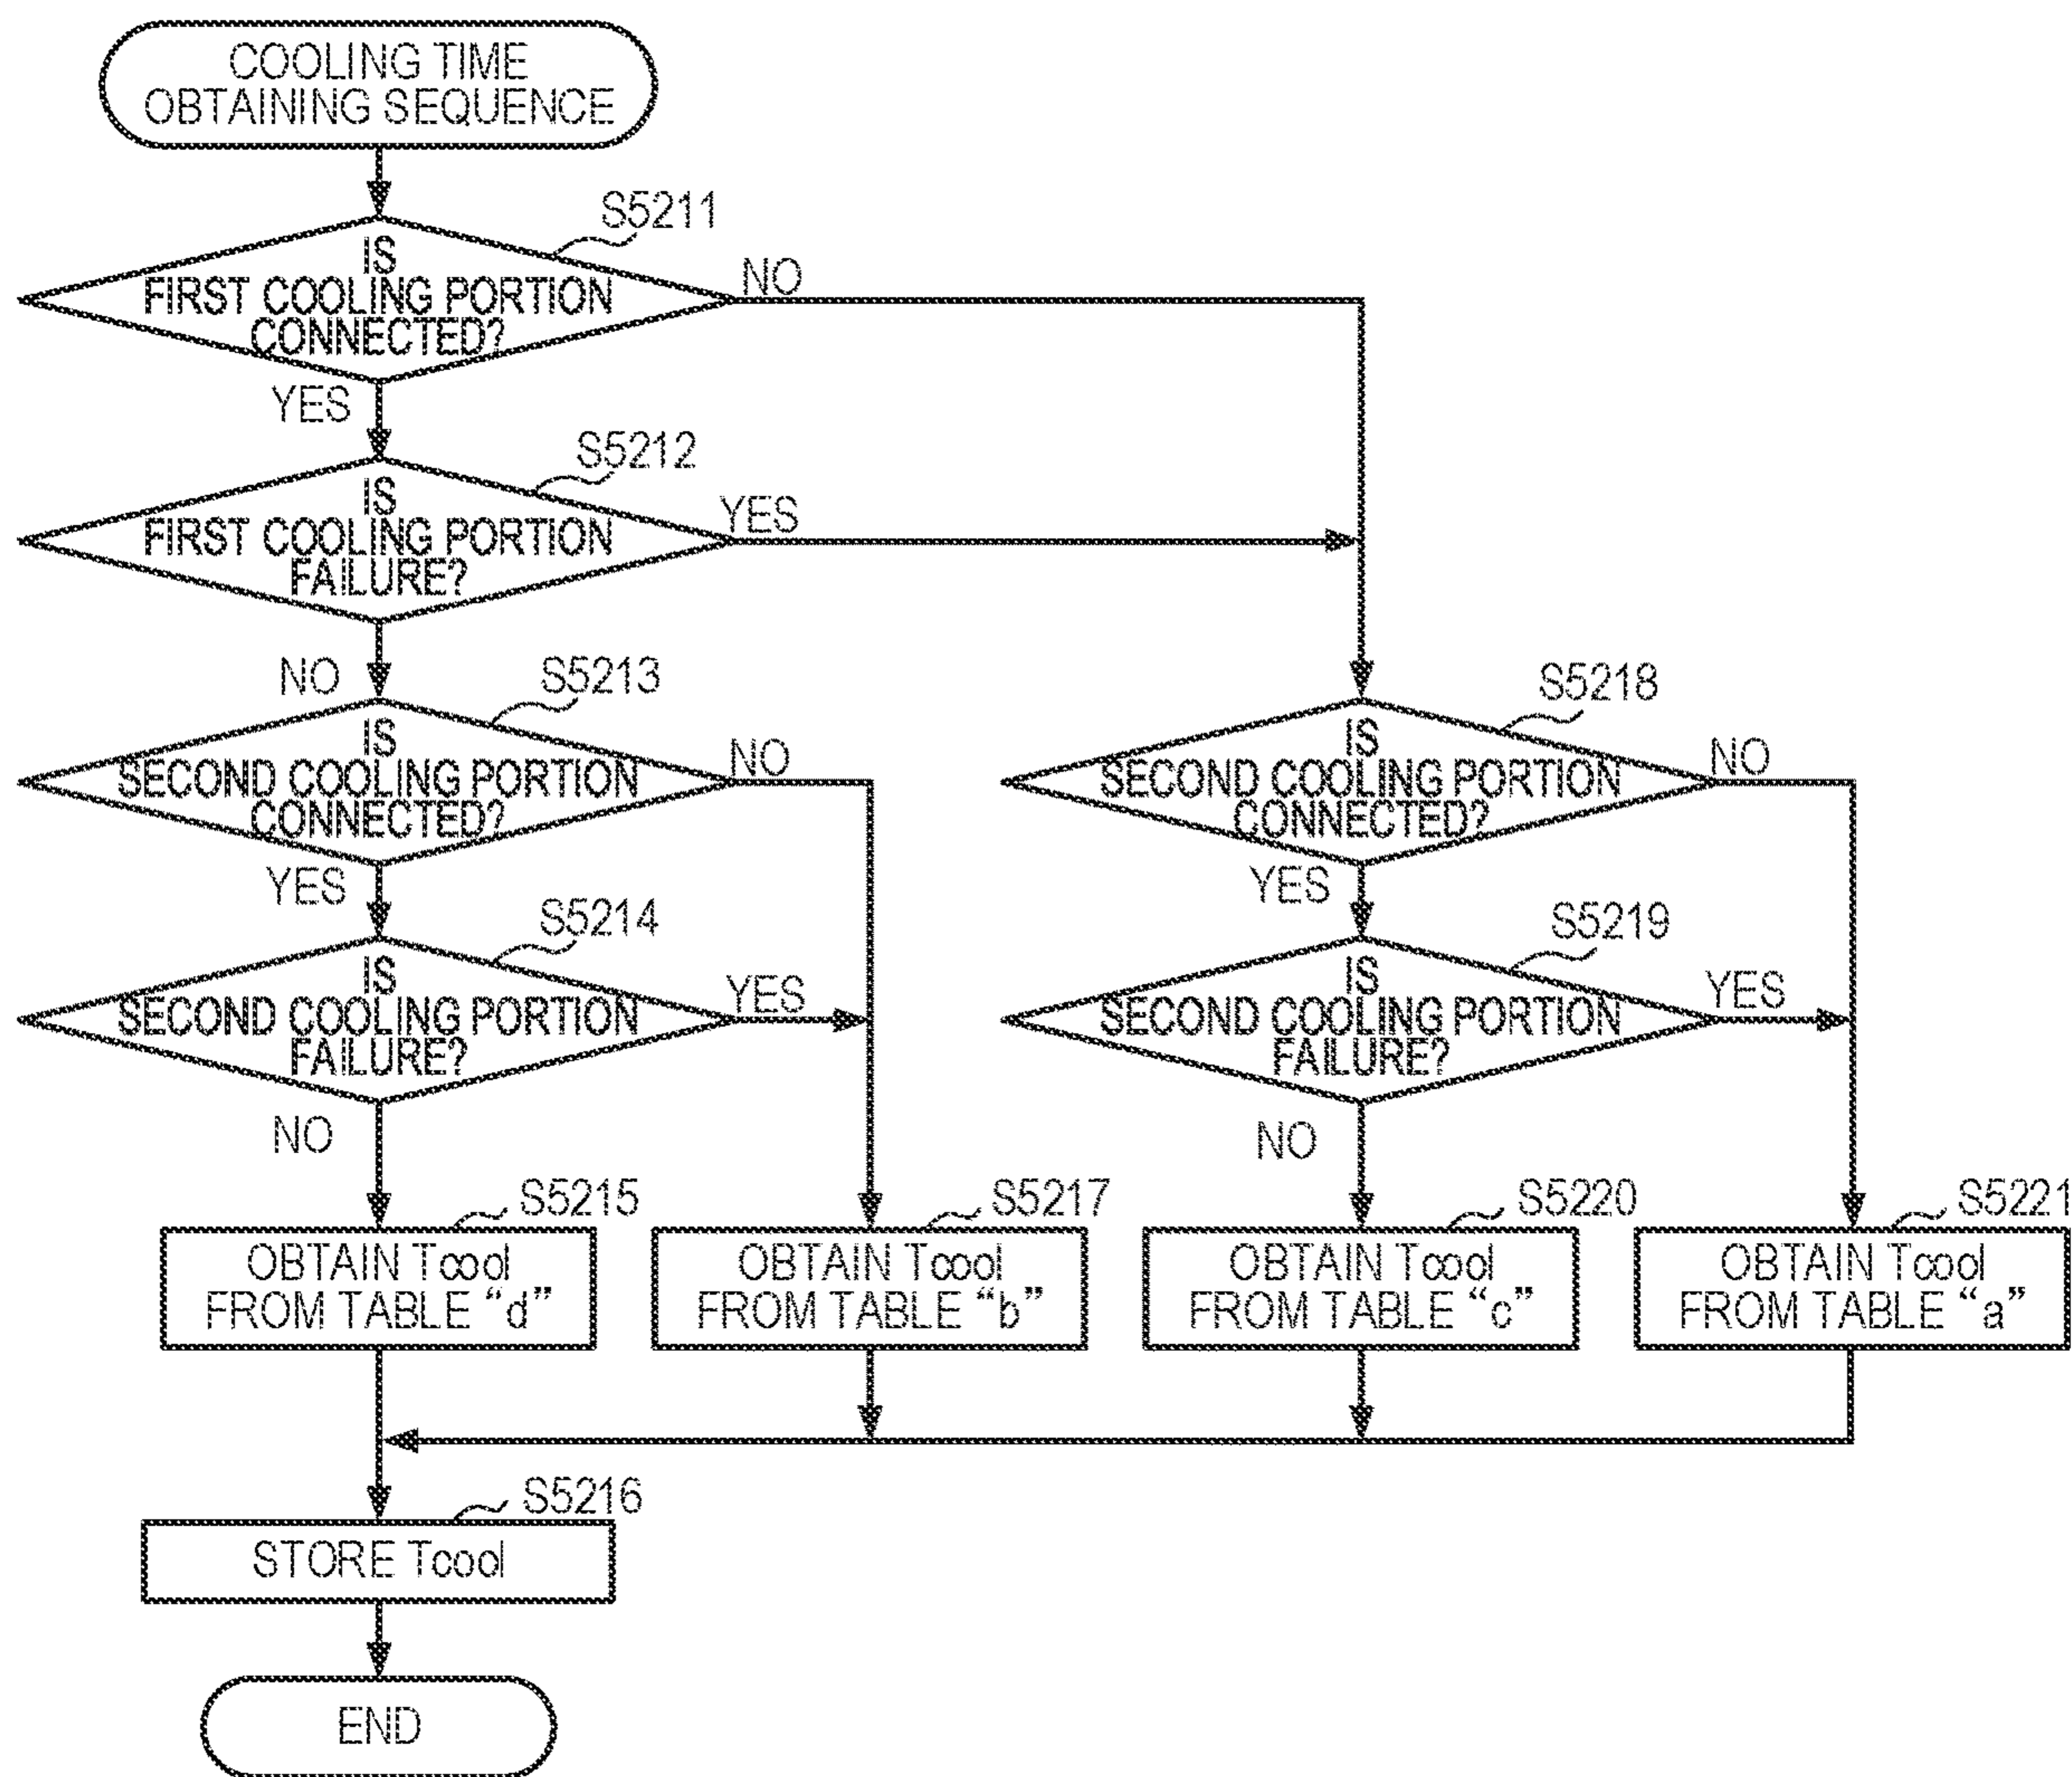 COOLING TIME
OBTAINING SEQUENCE
S5211
IS
FIRST COOLING PORTION
CONNECTED?
NO
YES
S5212
IS
FIRST COOLING PORTION
FAILURE?
YES
NO
S5213
IS
SECOND COOLING PORTION
CONNECTED?
NO
YES
S5218
IS
SECOND COOLING PORTION
CONNECTED?
NO
YES
S5214
IS
SECOND COOLING PORTION
FAILURE?
YES
NO
S5219
IS
SECOND COOLING PORTION
FAILURE?
YES
NO
S5215
OBTAIN Tcool
FROM TABLE “d”
S5217
OBTAIN Tcool
FROM TABLE “b”
S5220
OBTAIN Tcool
FROM TABLE “c”
S5221
OBTAIN Tcool
FROM TABLE “a”
S5216
STORE Tcool
END